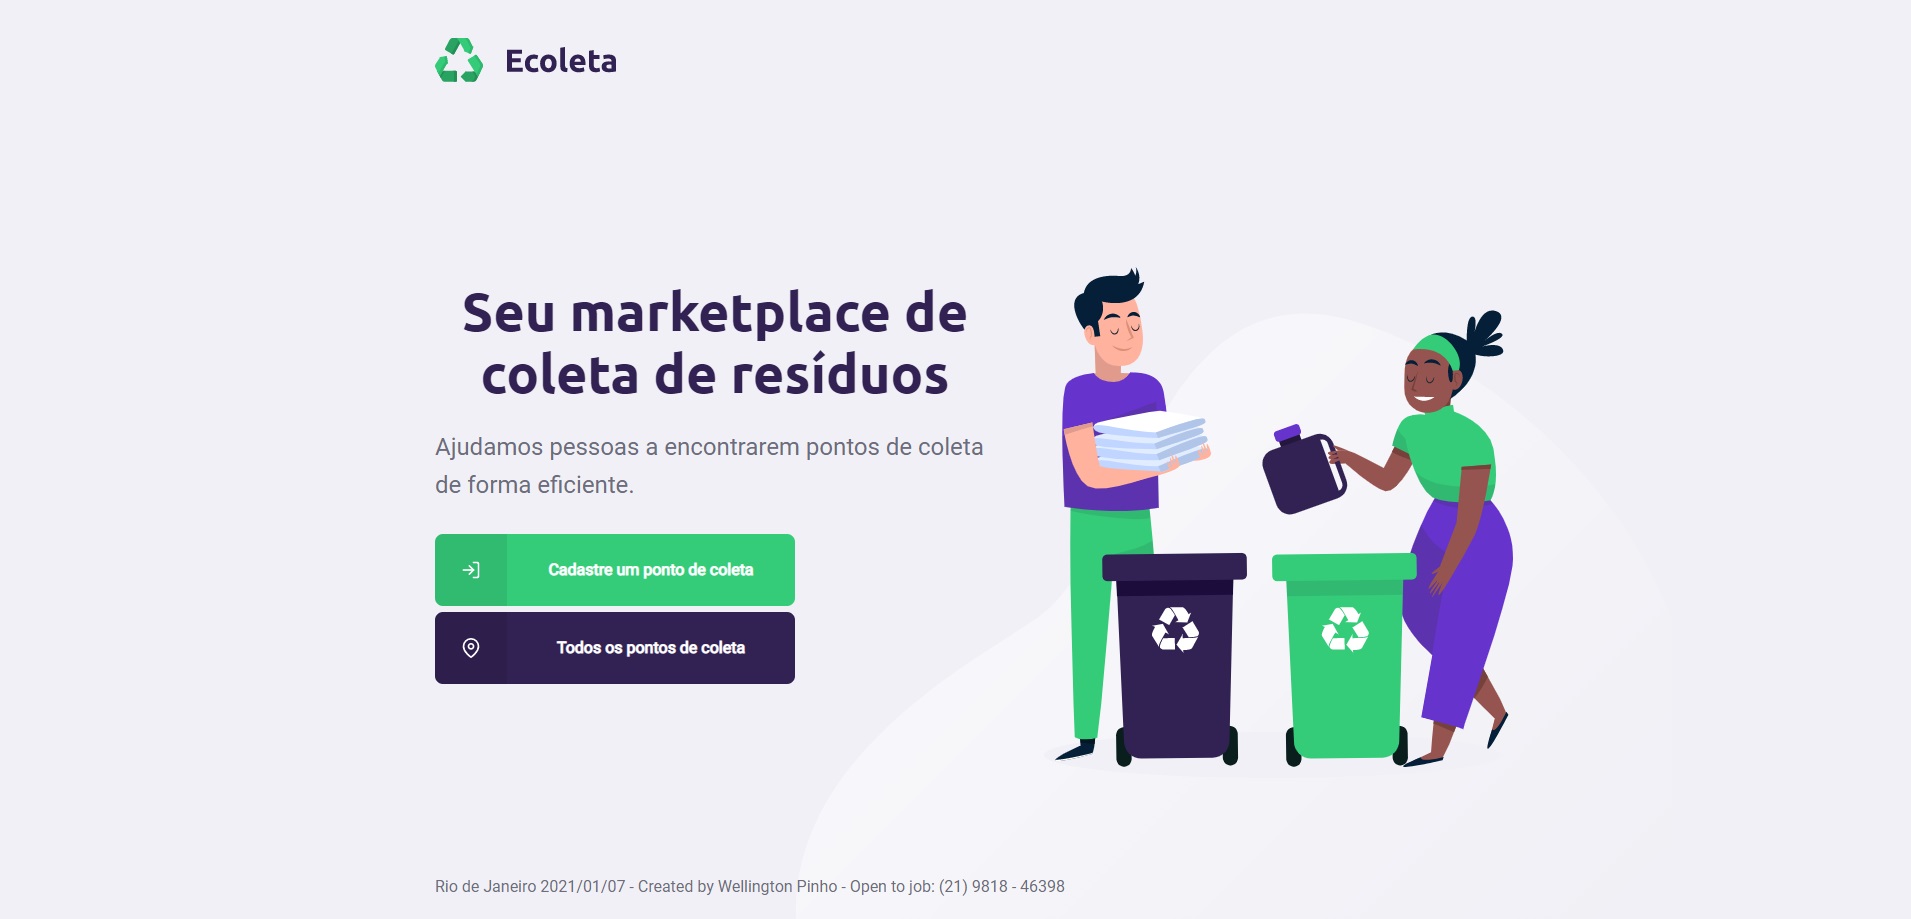 Ecoleta
Seu marketplace de
coleta de resíduos
Ajudamos pessoas a encontrarem pontos de coleta
de forma eficiente.
Cadastre um ponto de coleta
Todos os pontos de coleta
Rio de Janeiro 2021/01/07 - Created by Wellington Pinho - Open to job: (21) 9818 - 46398